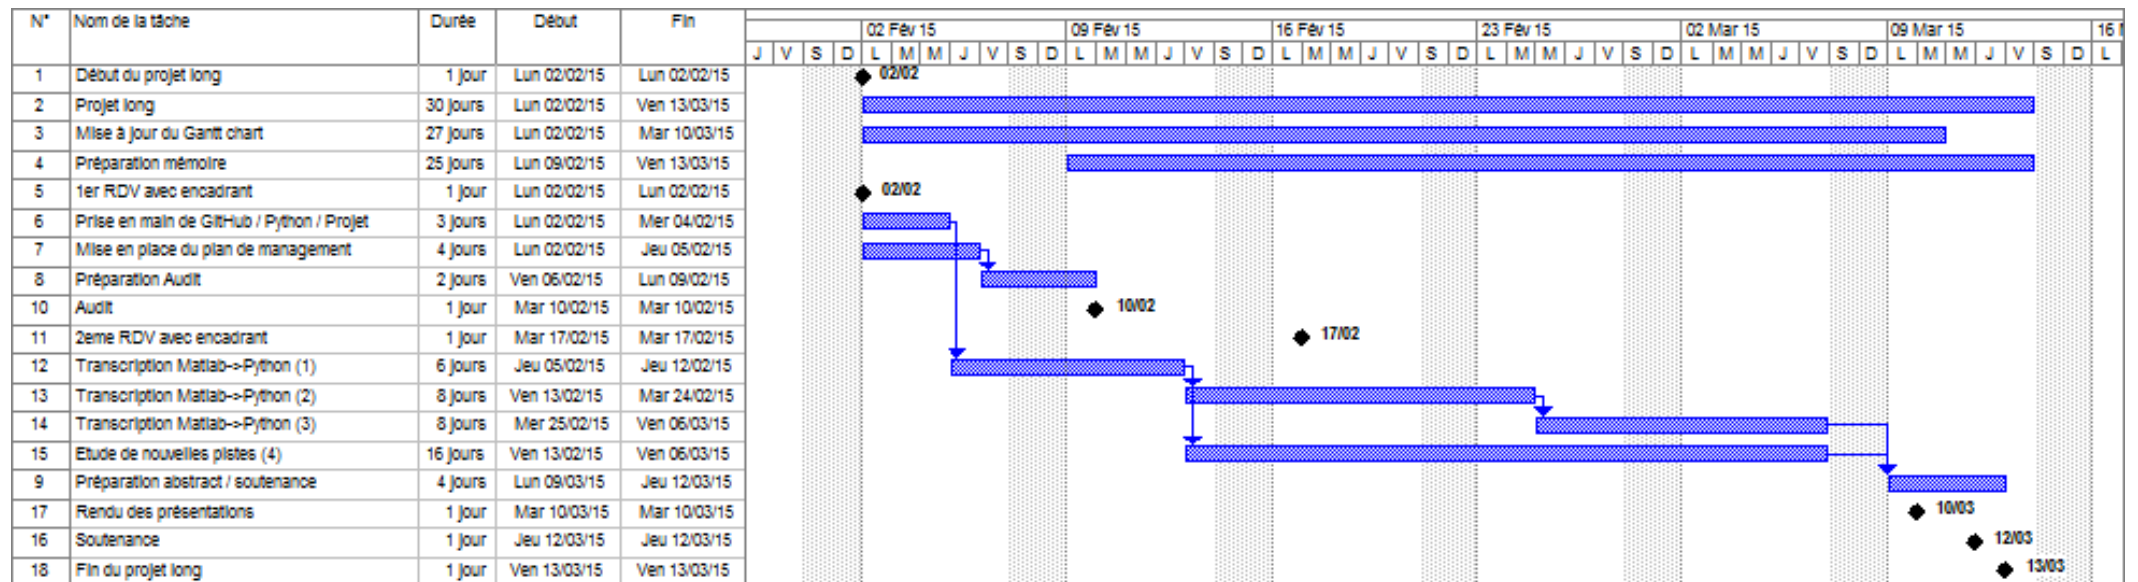 N° Nom de la tâche Durée Début Fin
02 Fév 15 09 Fév 15 16 Fév 15 23 Fév 15 02 Mar 15 09 Mar 15 16
J V S D L M M J V S D L M M J V S D L M M J V S D L M M J V S D L M M J V S D L M M J V S D L
1 Début du projet long 1 jour Lun 02/02/15 Lun 02/02/15 02/02
2 Projet long 30 jours Lun 02/02/15 Ven 13/03/15
3 Mise à jour du Gantt chart 27 jours Lun 02/02/15 Mar 10/03/15
4 Préparation mémoire 25 jours Lun 09/02/15 Ven 13/03/15
5 1er RDV avec encadrant 1 jour Lun 02/02/15 Lun 02/02/15 02/02
6 Prise en main de GitHub / Python / Projet 3 jours Lun 02/02/15 Mer 04/02/15
7 Mise en place du plan de management 4 jours Lun 02/02/15 Jeu 05/02/15
8 Préparation Audit 2 jours Ven 06/02/15 Lun 09/02/15
10 Audit 1 jour Mar 10/02/15 Mar 10/02/15 10/02
11 2eme RDV avec encadrant 1 jour Mar 17/02/15 Mar 17/02/15 17/02
12 Transcription Matlab->Python (1) 6 jours Jeu 05/02/15 Jeu 12/02/15
13 Transcription Matlab->Python (2) 8 jours Ven 13/02/15 Mar 24/02/15
14 Transcription Matlab->Python (3) 8 jours Mer 25/02/15 Ven 06/03/15
15 Etude de nouvelles pistes (4) 16 jours Ven 13/02/15 Ven 06/03/15
9 Préparation abstract / soutenance 4 jours Lun 09/03/15 Jeu 12/03/15
17 Rendu des présentations 1 jour Mar 10/03/15 Mar 10/03/15 10/03
16 Soutenance 1 jour Jeu 12/03/15 Jeu 12/03/15 12/03
18 Fin du projet long 1 jour Ven 13/03/15 Ven 13/03/15 13/03